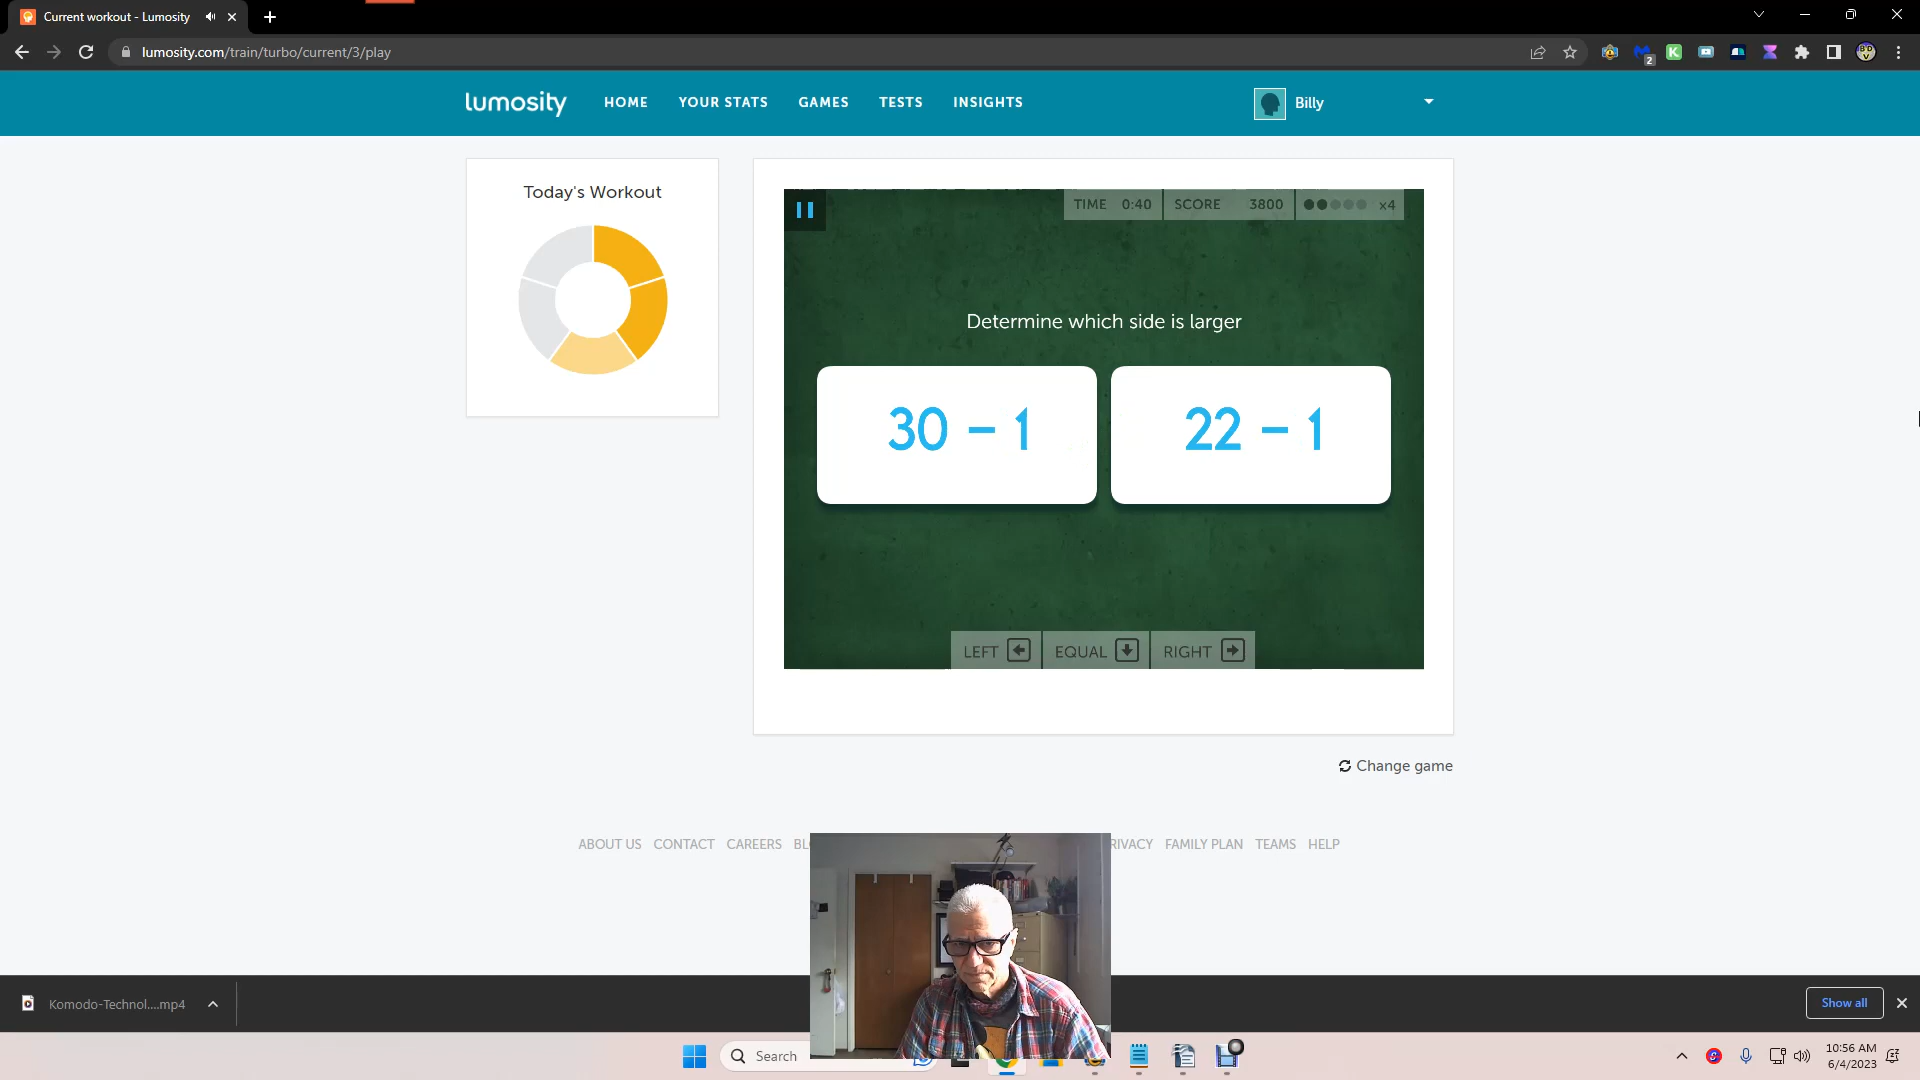 Current workout - Lumosity
lumosity.com/train/turbo/current/3/play
2
lumosity HOME YOUR STATS GAMES TESTS INSIGHTS Billy
Today's Workout
TIME 0:40 SCORE 3800 x4
Determine which side is larger
30 – 1 22 – 1
LEFT EQUAL RIGHT
Change game
ABOUT US CONTACT CAREERS FAMILY PLAN TEAMS HELP
Komodo-Technol....mp4 Show all
Search
10:56 AM
6/4/2023